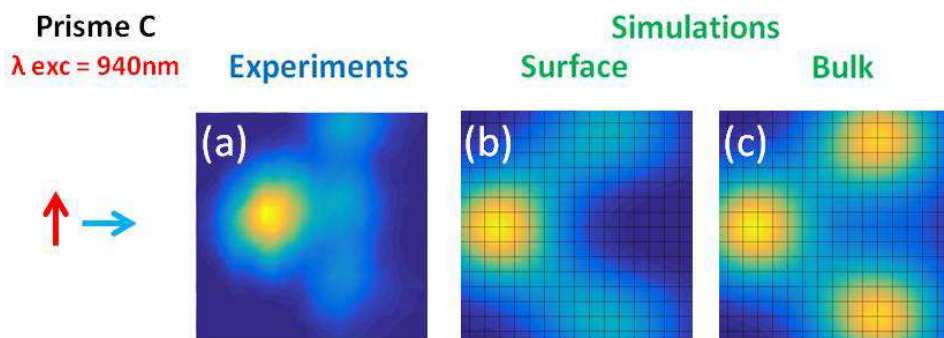 Prisme C
λ exc = 940nm
Experiments
Simulations
Surface
Bulk
(a)
(b)
(c)